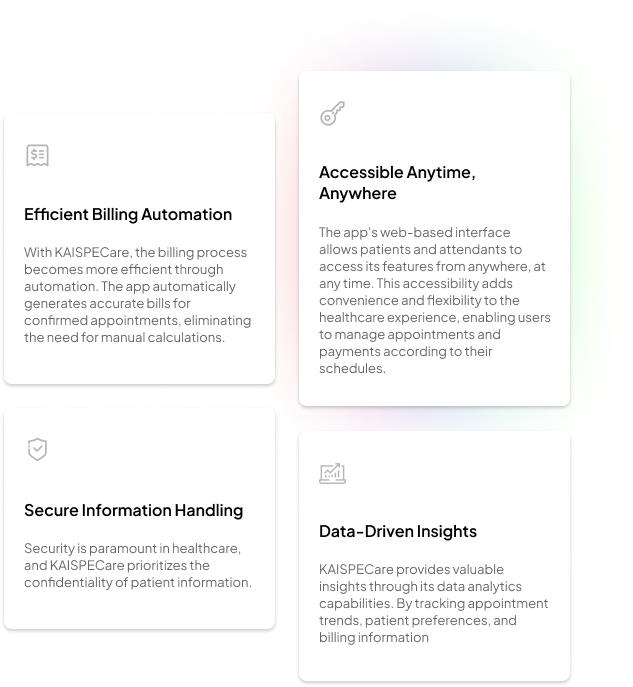 Efficient Billing Automation
With KAISPECare, the billing process
becomes more efficient through
automation. The app automatically
generates accurate bills for
confirmed appointments, eliminating
the need for manual calculations.
Secure Information Handling
Security is paramount in healthcare,
and KAISPECare prioritizes the
confidentiality of patient information.
Accessible Anytime,
Anywhere
The app's web-based interface
allows patients and attendants to
access its features from anywhere, at
any time. This accessibility adds
convenience and flexibility to the
healthcare experience, enabling users
to manage appointments and
payments according to their
schedules.
Data-Driven Insights
KAISPECare provides valuable
insights through its data analytics
capabilities. By tracking appointment
trends, patient preferences, and
billing information